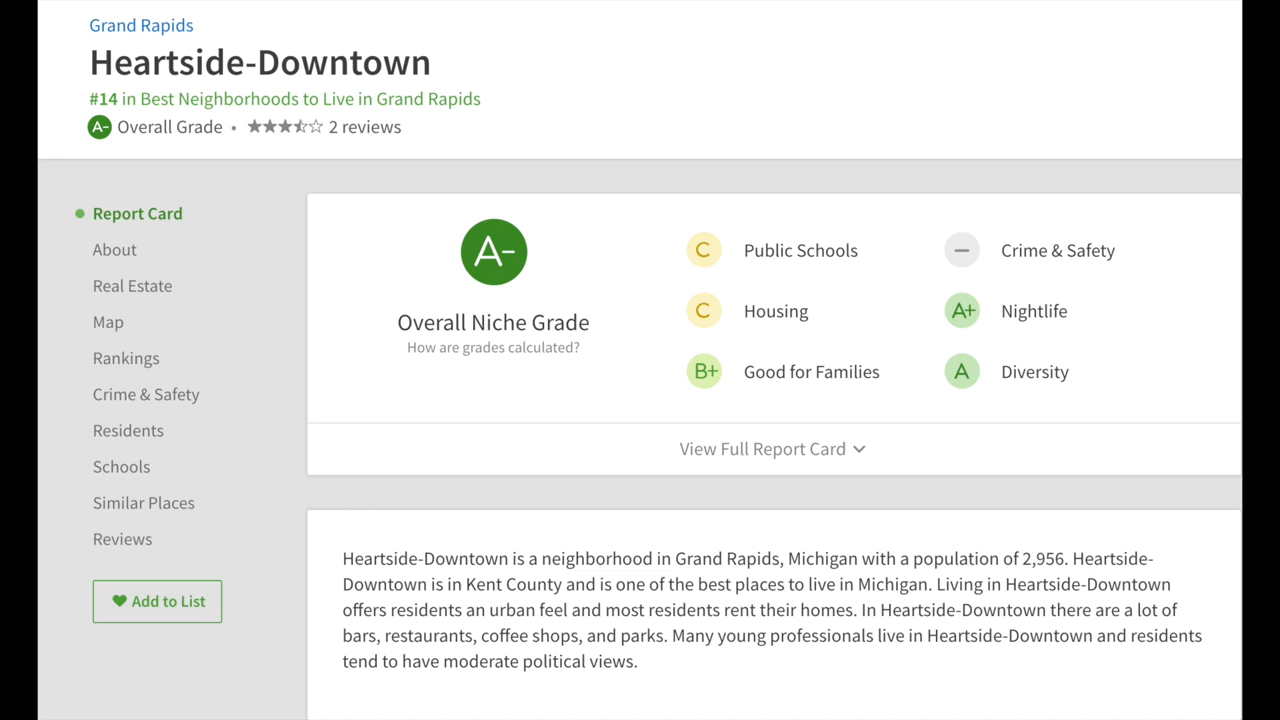 Grand Rapids
Heartside-Downtown
#14 in Best Neighborhoods to Live in Grand Rapids
A- Overall Grade • 2 reviews
Report Card
About
Real Estate
Map
Rankings
Crime & Safety
Residents
Schools
Similar Places
Reviews
Add to List
A-
Overall Niche Grade
How are grades calculated?
C Public Schools
– Crime & Safety
C Housing
A+ Nightlife
B+ Good for Families
A Diversity
View Full Report Card
Heartside-Downtown is a neighborhood in Grand Rapids, Michigan with a population of 2,956. Heartside-
Downtown is in Kent County and is one of the best places to live in Michigan. Living in Heartside-Downtown
offers residents an urban feel and most residents rent their homes. In Heartside-Downtown there are a lot of
bars, restaurants, coffee shops, and parks. Many young professionals live in Heartside-Downtown and residents
tend to have moderate political views.